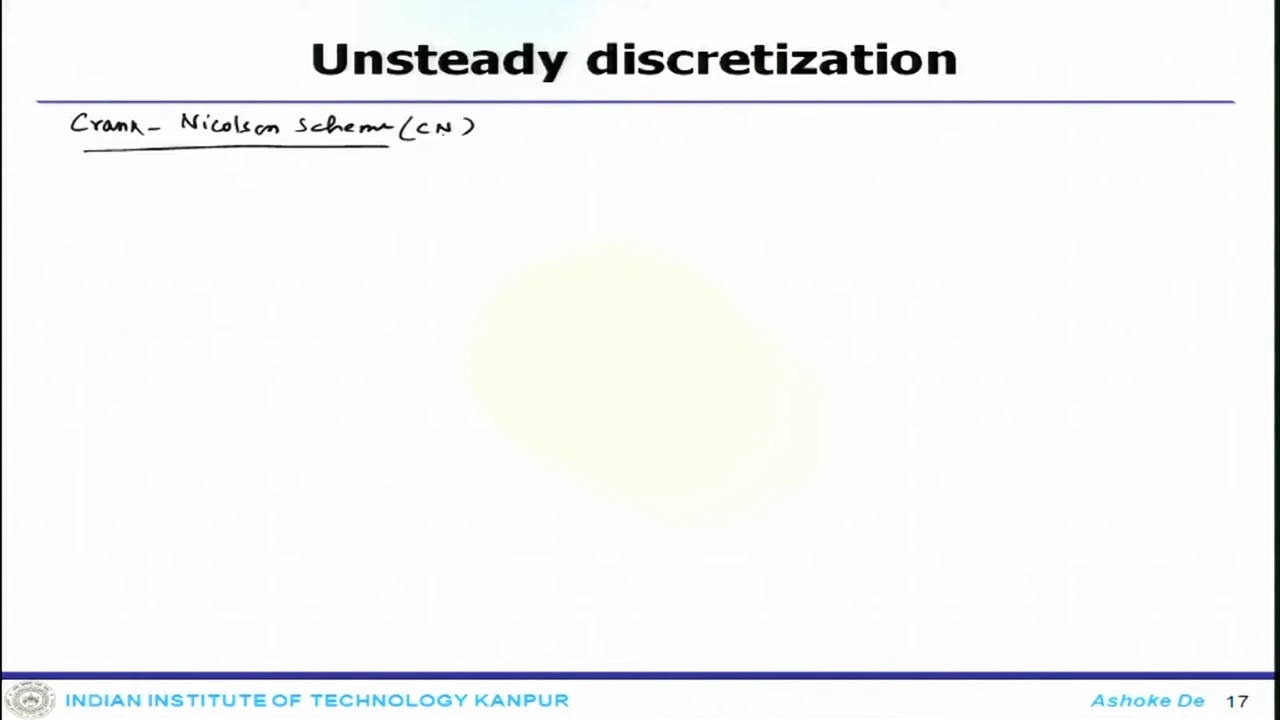 Unsteady discretization
Crank- Nicolson Scheme (CN)
INDIAN INSTITUTE OF TECHNOLOGY KANPUR
Ashoke De 17